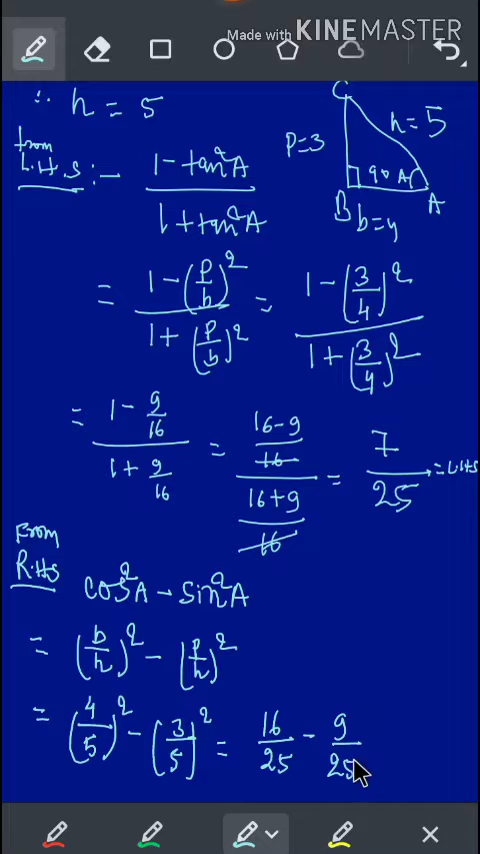 Made with KINEMASTER
∴ h = 5
C
h = 5
P=3
90 A
B
A
b=4
from L.H.S :- (1 - tan²A)/(1 + tan²A)
= (1 - (P/b)²)/(1 + (P/b)²) = (1 - (3/4)²)/(1 + (3/4)²)
= (1 - 9/16)/(1 + 9/16) = ((16-9)/16)/((16+9)/16) = 7/25 = L.H.S
From R.H.S
cos²A - sin²A
= (b/h)² - (P/h)²
= (4/5)² - (3/5)² = 16/25 - 9/25